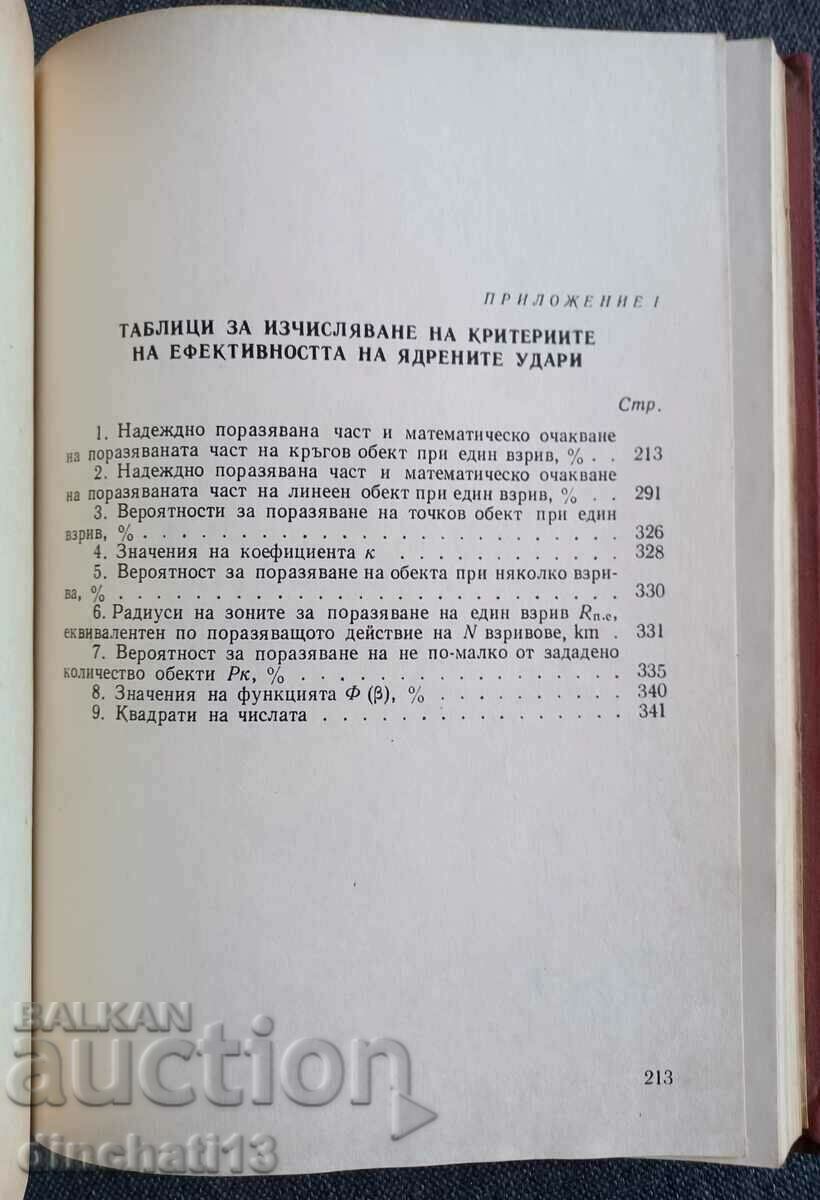 ПРИЛОЖЕНИЕ I
ТАБЛИЦИ ЗА ИЗЧИСЛЯВАНЕ НА КРИТЕРИИТЕ
НА ЕФЕКТИВНОСТТА НА ЯДРЕНИТЕ УДАРИ
Стр.
1. Надеждно поразявана част и математическо очакване
на поразяваната част на кръгов обект при един взрив, % . . 213
2. Надеждно поразявана част и математическо очакване
на поразяваната част на линеен обект при един взрив, % . . 291
3. Вероятности за поразяване на точков обект при един
взрив, % . . . . . . . . . . . . . . . . . . . . . . . . 326
4. Значения на коефициента к . . . . . . . . . . . . 328
5. Вероятност за поразяване на обекта при няколко взри-
ва, % . . . . . . . . . . . . . . . . . . . . . . . . . 330
6. Радиуси на зоните за поразяване на един взрив Rп.е,
еквивалентен по поразяващото действие на N взривове, km . 331
7. Вероятност за поразяване на не по-малко от зададено
количество обекти Pк, % . . . . . . . . . . . . . . . . 335
8. Значения на функцията Ф (β), % . . . . . . . . . . 340
9. Квадрати на числата . . . . . . . . . . . . . . . . 341
213
BALKAN
auction
dinchati13